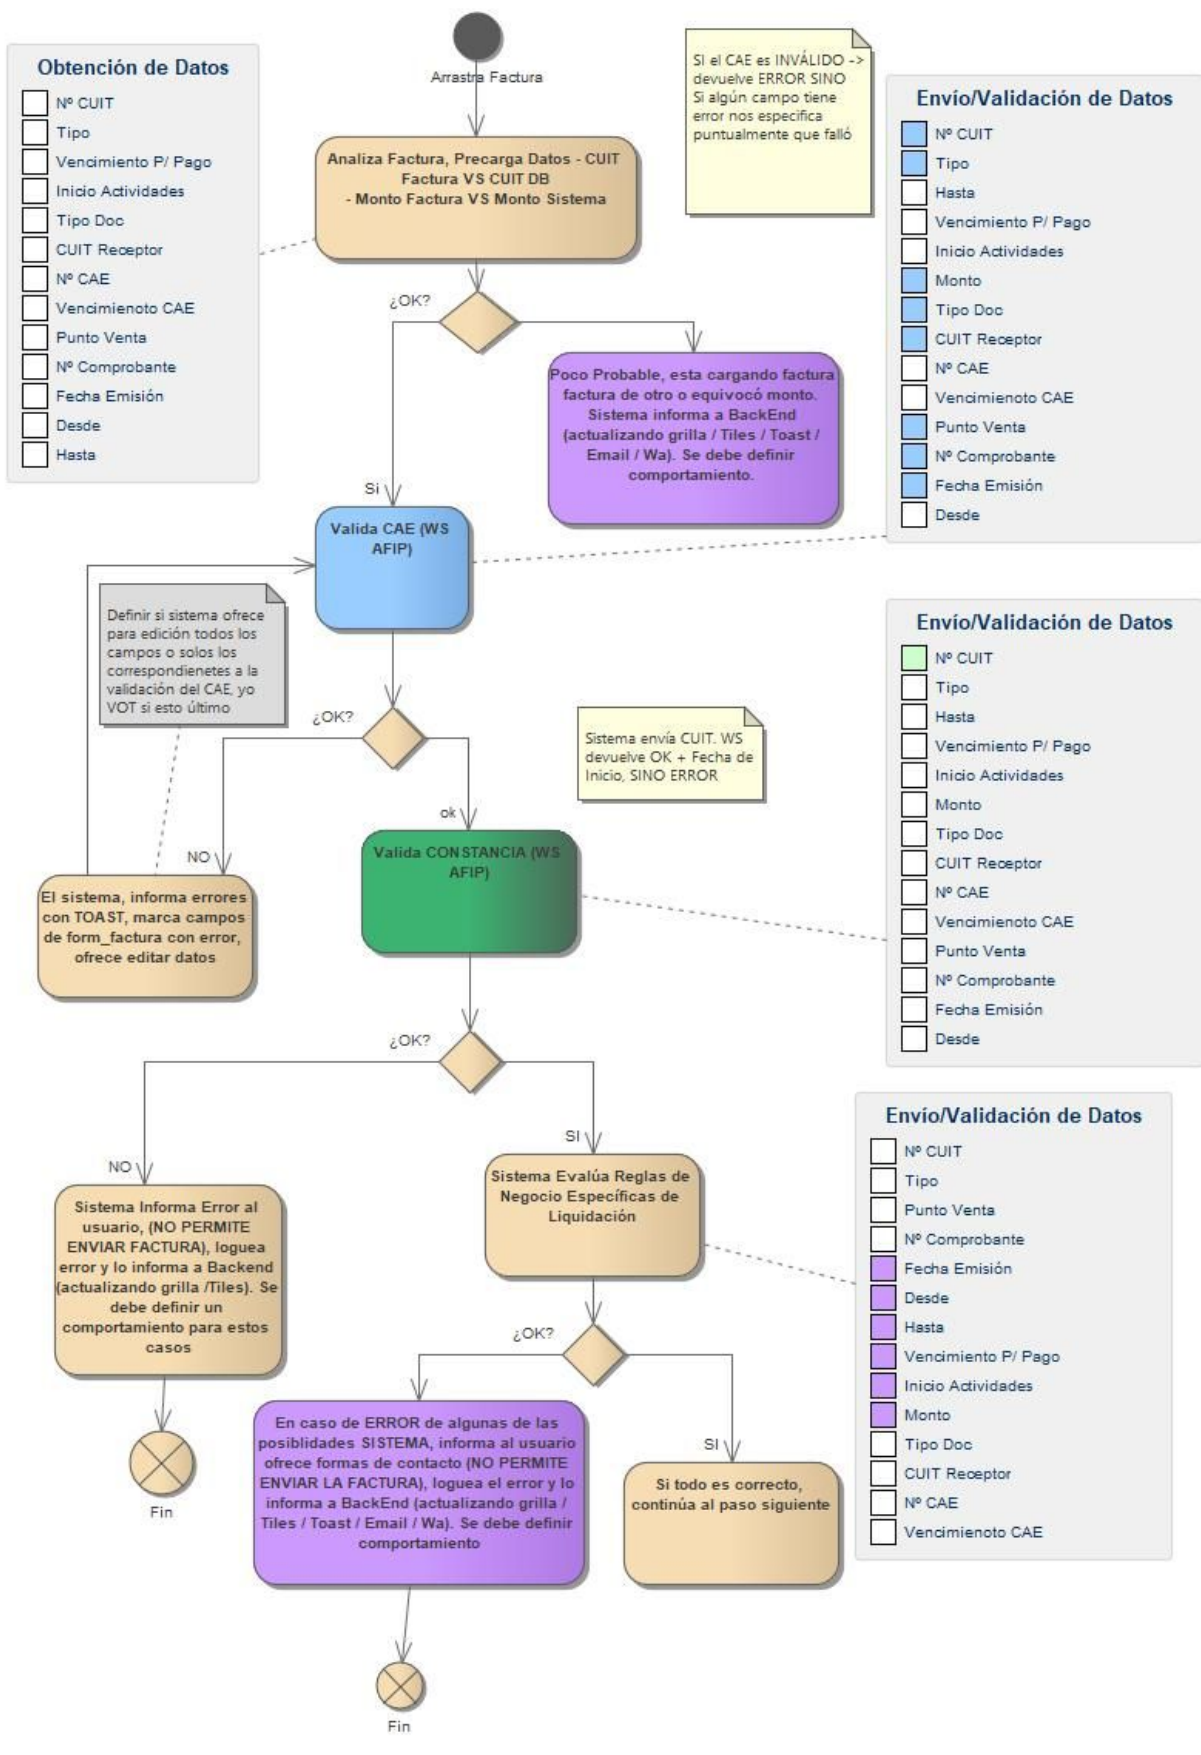 Arrastra Factura
Obtención de Datos
Nº CUIT
Tipo
Vencimiento P/ Pago
Inicio Actividades
Tipo Doc
CUIT Receptor
Nº CAE
Vencimienoto CAE
Punto Venta
Nº Comprobante
Fecha Emisión
Desde
Hasta
SI el CAE es INVÁLIDO ->
devuelve ERROR SINO
Si algún campo tiene
error nos especifica
puntualmente que falló
Envío/Validación de Datos
Nº CUIT
Tipo
Hasta
Vencimiento P/ Pago
Inicio Actividades
Monto
Tipo Doc
CUIT Receptor
Nº CAE
Vencimienoto CAE
Punto Venta
Nº Comprobante
Fecha Emisión
Desde
Analiza Factura, Precarga Datos - CUIT
Factura VS CUIT DB
- Monto Factura VS Monto Sistema
¿OK?
Poco Probable, esta cargando factura
factura de otro o equivocó monto.
Sistema informa a BackEnd
(actualizando grilla / Tiles / Toast /
Email / Wa). Se debe definir
comportamiento.
Si
Valida CAE (WS
AFIP)
Definir si sistema ofrece
para edición todos los
campos o solos los
correspondienetes a la
validación del CAE, yo
VOT si esto último
¿OK?
Sistema envía CUIT. WS
devuelve OK + Fecha de
Inicio, SINO ERROR
Envío/Validación de Datos
Nº CUIT
Tipo
Hasta
Vencimiento P/ Pago
Inicio Actividades
Monto
Tipo Doc
CUIT Receptor
Nº CAE
Vencimienoto CAE
Punto Venta
Nº Comprobante
Fecha Emisión
Desde
ok
NO
Valida CONSTANCIA (WS
AFIP)
El sistema, informa errores
con TOAST, marca campos
de form_factura con error,
ofrece editar datos
¿OK?
NO
SI
Sistema Informa Error al
usuario, (NO PERMITE
ENVIAR FACTURA), loguea
error y lo informa a Backend
(actualizando grilla /Tiles). Se
debe definir un
comportamiento para estos
casos
Fin
Sistema Evalúa Reglas de
Negocio Específicas de
Liquidación
Envío/Validación de Datos
Nº CUIT
Tipo
Punto Venta
Nº Comprobante
Fecha Emisión
Desde
Hasta
Vencimiento P/ Pago
Inicio Actividades
Monto
Tipo Doc
CUIT Receptor
Nº CAE
Vencimienoto CAE
¿OK?
En caso de ERROR de algunas de las
posiblidades SISTEMA, informa al usuario
ofrece formas de contacto (NO PERMITE
ENVIAR LA FACTURA), loguea el error y lo
informa a BackEnd (actualizando grilla /
Tiles / Toast / Email / Wa). Se debe definir
comportamiento
SI
Si todo es correcto,
continúa al paso siguiente
Fin